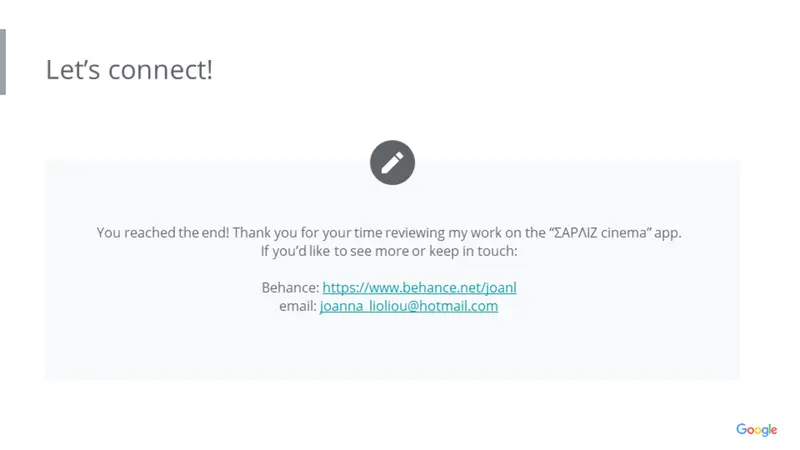 Let’s connect!
You reached the end! Thank you for your time reviewing my work on the “ΣΑΡΛΙΖ cinema” app.
If you’d like to see more or keep in touch:
Behance: https://www.behance.net/joanl
email: joanna_lioliou@hotmail.com
Google